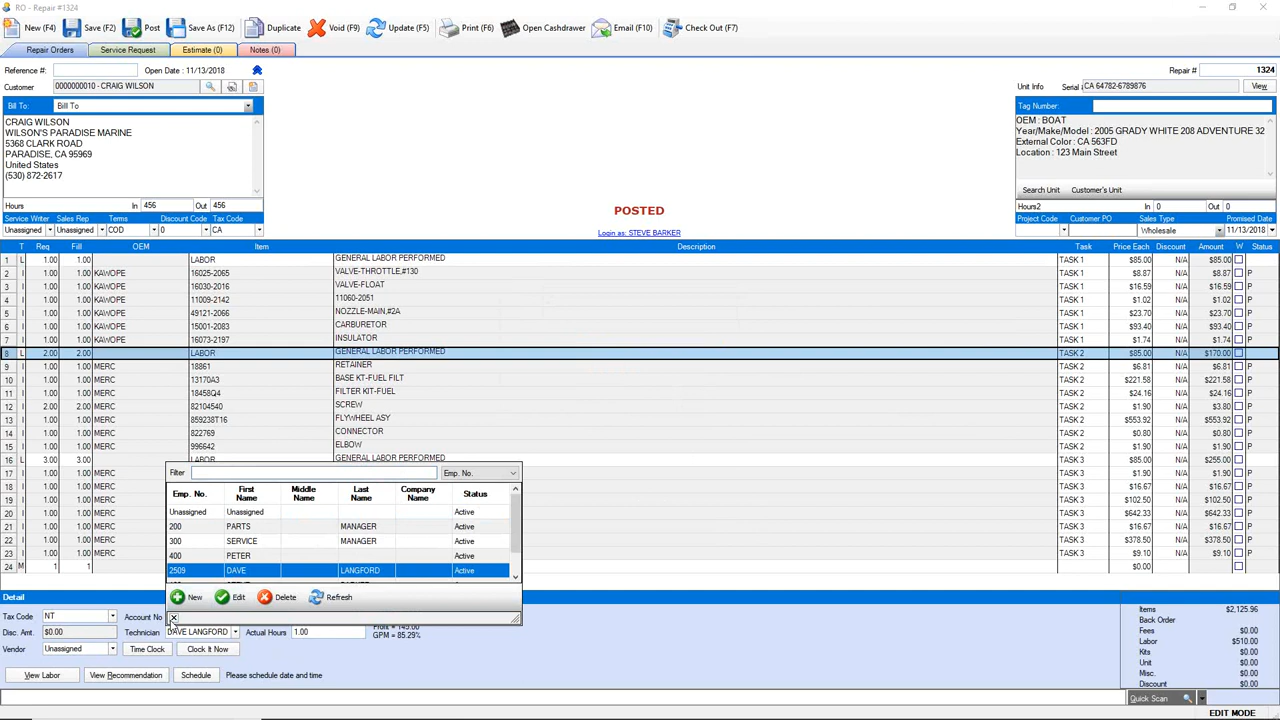 RO - Repair #1324
New (F4) Save (F2) Post Save As (F12) Duplicate Void (F9) Update (F5) Print (F6) Open Cashdrawer Email (F10) Check Out (F7)
Repair Orders Service Request Estimate (0) Notes (0)
Reference #: Open Date : 11/13/2018 Repair # 1324
Customer 0000000010 - CRAIG WILSON Unit Info Serial CA 64782-6789876 View
Bill To: Bill To Tag Number:
CRAIG WILSON
WILSON'S PARADISE MARINE
5368 CLARK ROAD
PARADISE, CA 95969
United States
(530) 872-2617
OEM : BOAT
Year/Make/Model : 2005 GRADY WHITE 208 ADVENTURE 32
External Color : CA 563FD
Location : 123 Main Street
Search Unit Customer's Unit
Hours In 456 Out 456 Hours2 In 0 Out 0
POSTED
Service Writer Sales Rep Terms Discount Code Tax Code Project Code Customer PO Sales Type Promised Date
Unassigned Unassigned COD 0 CA Login as: STEVE BARKER Wholesale 11/13/2018
T Req Fill OEM Item Description Task Price Each Discount Amount W Status
1 L 1.00 1.00 LABOR GENERAL LABOR PERFORMED TASK 1 $85.00 N/A $85.00
2 I 1.00 1.00 KAWOPE 16025-2065 VALVE-THROTTLE,#130 TASK 1 $8.87 N/A $8.87 P
3 I 1.00 1.00 KAWOPE 16030-2016 VALVE-FLOAT TASK 1 $16.59 N/A $16.59 P
4 I 1.00 1.00 KAWOPE 11009-2142 11060-2051 TASK 1 $1.02 N/A $1.02 P
5 I 1.00 1.00 KAWOPE 49121-2066 NOZZLE-MAIN,#2A TASK 1 $23.70 N/A $23.70 P
6 I 1.00 1.00 KAWOPE 15001-2083 CARBURETOR TASK 1 $93.40 N/A $93.40 P
7 I 1.00 1.00 KAWOPE 16073-2197 INSULATOR TASK 1 $1.74 N/A $1.74 P
8 L 2.00 2.00 LABOR GENERAL LABOR PERFORMED TASK 2 $85.00 N/A $170.00
9 I 1.00 1.00 MERC 18861 RETAINER TASK 2 $6.81 N/A $6.81 P
10 I 1.00 1.00 MERC 13170A3 BASE KT-FUEL FILT TASK 2 $221.58 N/A $221.58 P
11 I 1.00 1.00 MERC 18458Q4 FILTER KIT-FUEL TASK 2 $24.16 N/A $24.16 P
12 I 2.00 2.00 MERC 82104540 SCREW TASK 2 $1.90 N/A $3.80 P
13 I 1.00 1.00 MERC 859238T16 FLYWHEEL ASY TASK 2 $553.92 N/A $553.92 P
14 I 1.00 1.00 MERC 822769 CONNECTOR TASK 2 $0.80 N/A $0.80 P
15 I 1.00 1.00 MERC 996642 ELBOW TASK 2 $1.90 N/A $1.90 P
16 L 3.00 3.00 LABOR GENERAL LABOR PERFORMED TASK 3 $85.00 N/A $255.00
17 I 1.00 1.00 MERC TASK 3 $9.10 N/A $9.10 P
18 I 1.00 1.00 MERC TASK 3 $5.50 N/A $5.50 P
19 I 1.00 1.00 MERC TASK 3 $102.50 N/A $102.50 P
20 I 1.00 1.00 MERC TASK 3 $642.33 N/A $642.33 P
21 I 1.00 1.00 MERC TASK 3 $378.50 N/A $378.50 P
22 I 1.00 1.00 MERC TASK 3 $26.67 N/A $26.67 P
23 I 1.00 1.00 MERC TASK 3 $9.10 N/A $9.10 P
24 M 1 1 $0.00 $0.00
Filter Emp. No.
Emp. No. First Name Middle Name Last Name Company Name Status
Unassigned Unassigned Active
200 PARTS MANAGER Active
300 SERVICE MANAGER Active
400 PETER Active
2509 DAVE LANGFORD Active
New Edit Delete Refresh
Detail
Tax Code NT Account No
Disc. Amt. $0.00 Technician DAVE LANGFORD Actual Hours 1.00
GPM = 85.29%
Vendor Unassigned Time Clock Clock It Now
View Labor View Recommendation Schedule Please schedule date and time
Items $2,125.96
Back Order
Fees $0.00
Labor $510.00
Kits $0.00
Unit $0.00
Misc. $0.00
Discount $0.00
Quick Scan
EDIT MODE